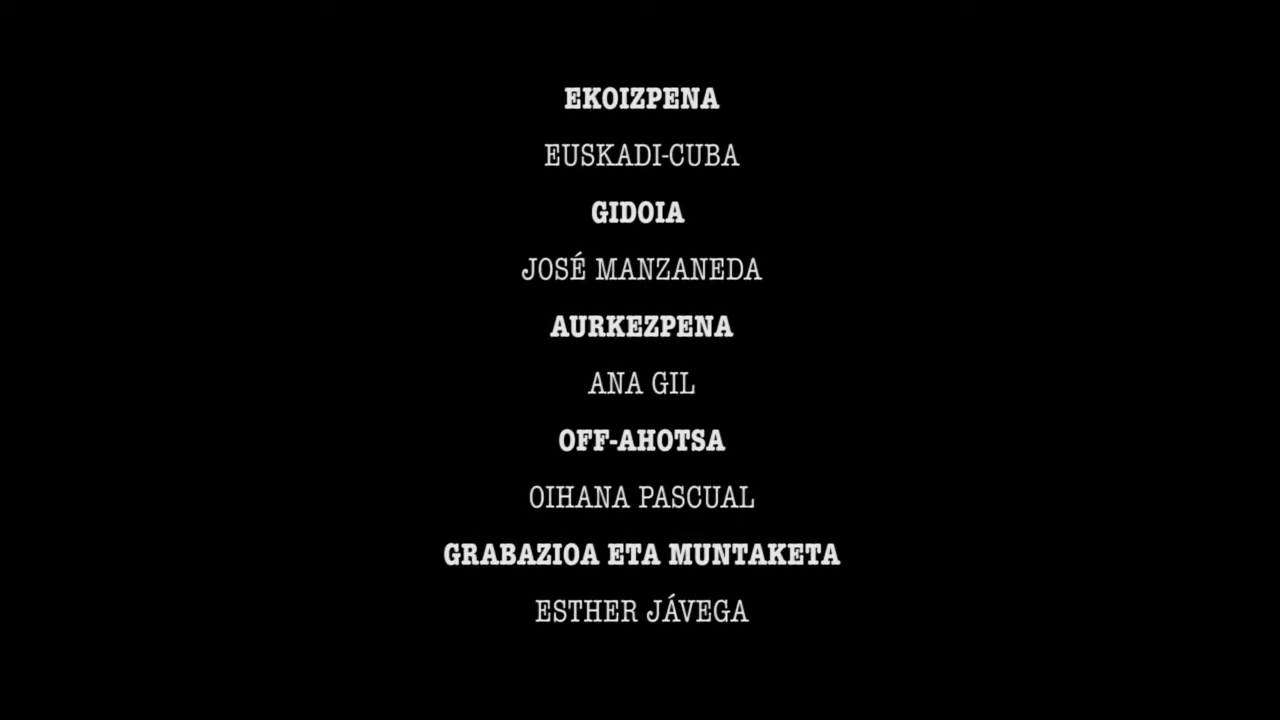 EKOIZPENA
EUSKADI-CUBA
GIDOIA
JOSÉ MANZANEDA
AURKEZPENA
ANA GIL
OFF-AHOTSA
OIHANA PASCUAL
GRABAZIOA ETA MUNTAKETA
ESTHER JÁVEGA